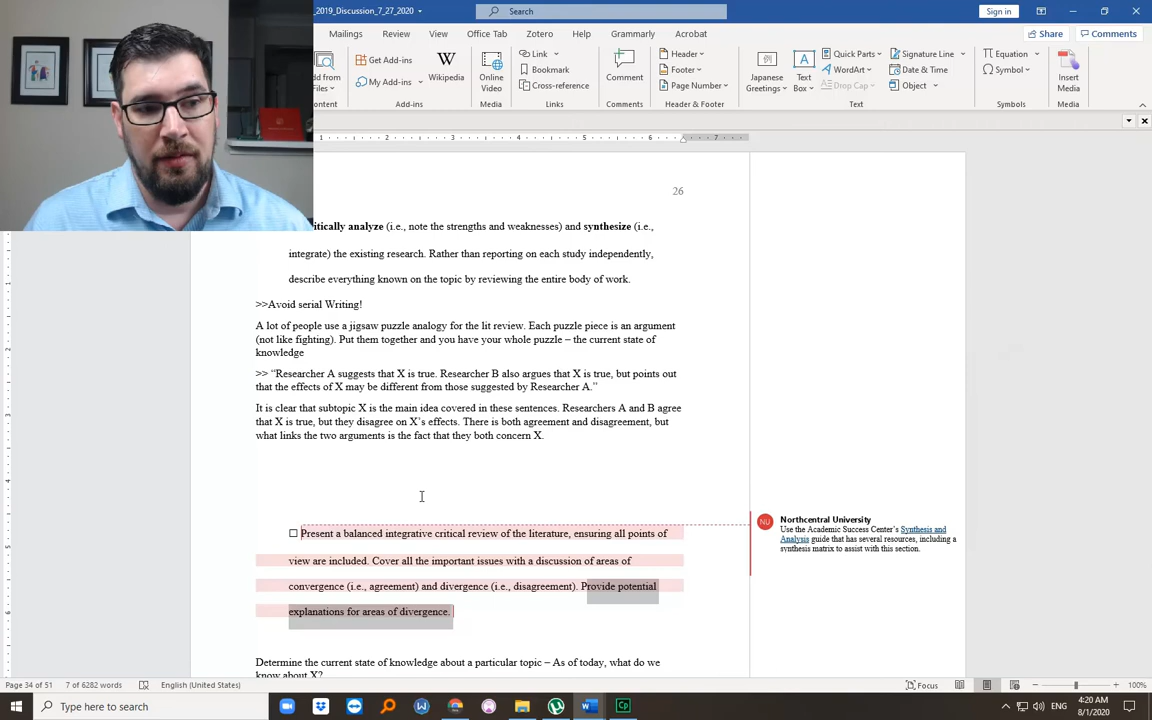 _2019_Discussion_7_27_2020
Search
Sign in
Mailings Review View Zotero Help Grammarly Acrobat
Share Comments
Get Add-ins
My Add-ins
Wikipedia
Online Video
Link
Bookmark
Cross-reference
Comment
Header
Footer
Page Number
Japanese Greetings
Text Box
Quick Parts
WordArt
Drop Cap
Signature Line
Date & Time
Object
Equation
Symbol
Insert Media
Add-ins Media Links Comments Header & Footer Text Symbols Media
1 2 3 4 5 6 7
26
analyze (i.e., note the strengths and weaknesses) and synthesize (i.e.,
integrate) the existing research. Rather than reporting on each study independently,
describe everything known on the topic by reviewing the entire body of work.
>>Avoid serial Writing!
A lot of people use a jigsaw puzzle analogy for the lit review. Each puzzle piece is an argument
(not like fighting). Put them together and you have your whole puzzle – the current state of
knowledge
>> “Researcher A suggests that X is true. Researcher B also argues that X is true, but points out
that the effects of X may be different from those suggested by Researcher A.”
It is clear that subtopic X is the main idea covered in these sentences. Researchers A and B agree
that X is true, but they disagree on X’s effects. There is both agreement and disagreement, but
what links the two arguments is the fact that they both concern X.
☐ Present a balanced integrative critical review of the literature, ensuring all points of
view are included. Cover all the important issues with a discussion of areas of
convergence (i.e., agreement) and divergence (i.e., disagreement). Provide potential
explanations for areas of divergence.
NU Northcentral University
Use the Academic Success Center’s Synthesis and
Analysis guide that has several resources, including a
synthesis matrix to assist with this section.
Determine the current state of knowledge about a particular topic – As of today, what do we
know about X?
Page 34 of 51 7 of 6282 words English (United States) Focus 100%
Type here to search
ENG
4:20 AM
8/1/2020